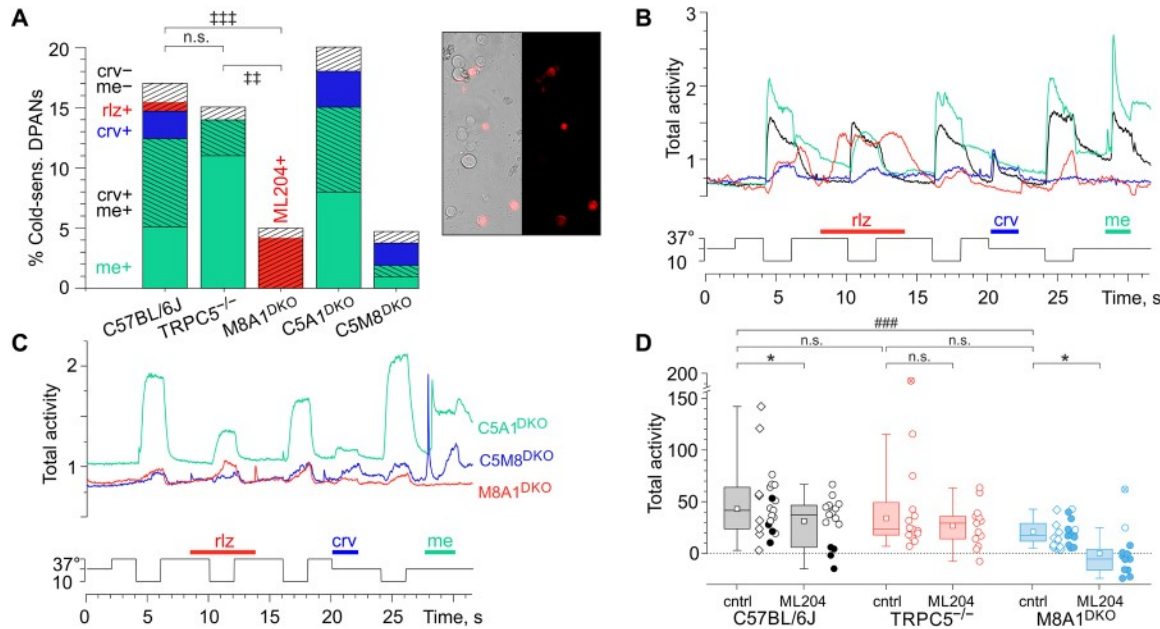 A
‡‡‡
n.s.
‡‡
% Cold-sens. DPANs
20
15
10
5
0
crv−
me−
rlz+
crv+
crv+
me+
me+
ML204+
C57BL/6J
TRPC5−/−
M8A1DKO
C5A1DKO
C5M8DKO
B
Total activity
3
2
1
rlz
crv
me
37°
10
0
5
10
15
20
25
30
Time, s
C
Total activity
2
1
C5A1DKO
C5M8DKO
M8A1DKO
rlz
crv
me
37°
10
0
5
10
15
20
25
Time, s
D
###
n.s.
n.s.
*
n.s.
*
Total activity
200
150
100
50
0
cntrl
ML204
cntrl
ML204
cntrl
ML204
C57BL/6J
TRPC5−/−
M8A1DKO